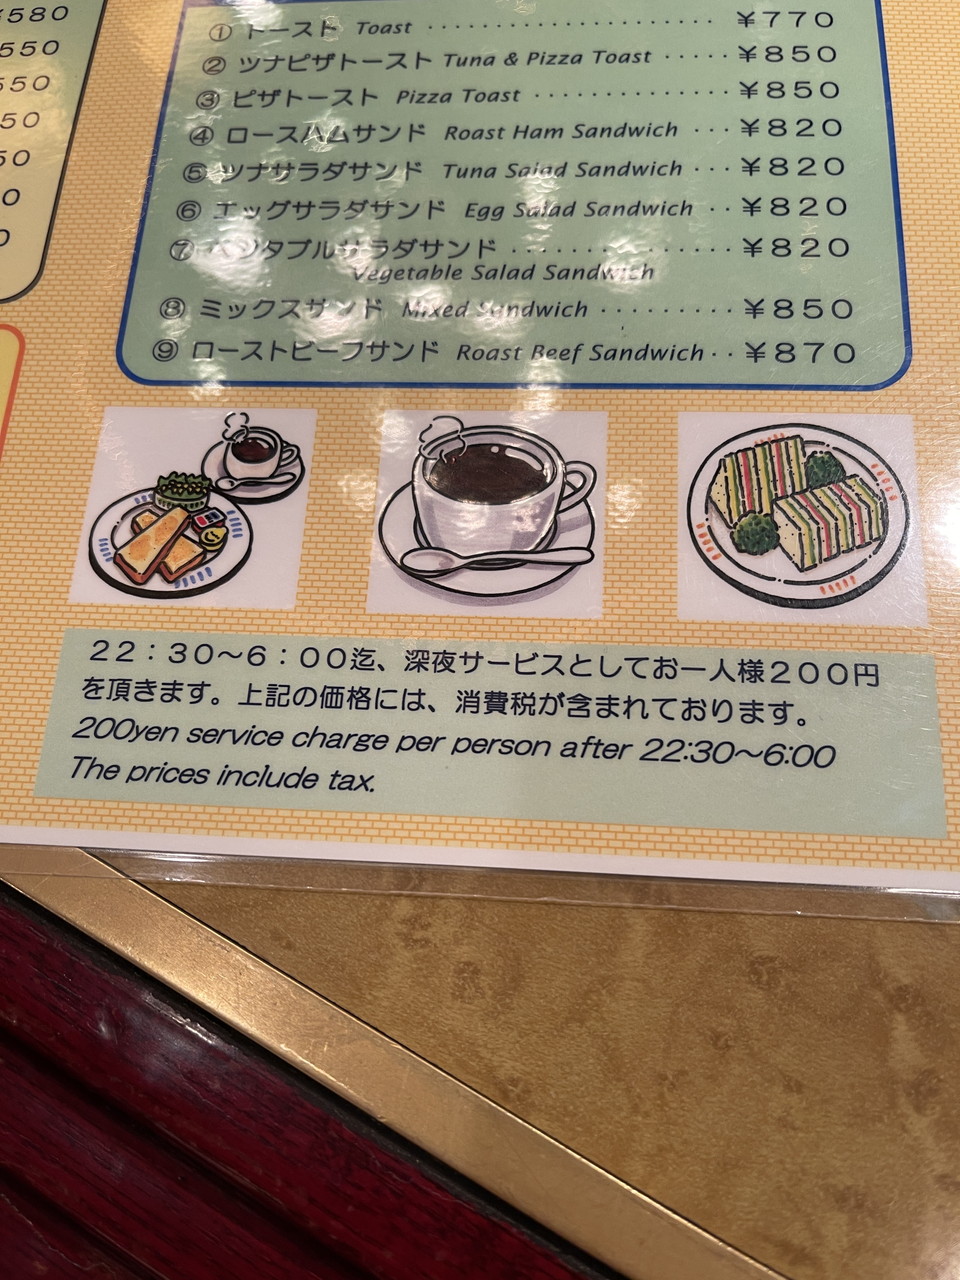 ¥580
550
550
50
50
0
0
① トースト Toast ¥770
② ツナピザトースト Tuna & Pizza Toast ¥850
③ ピザトースト Pizza Toast ¥850
④ ロースハムサンド Roast Ham Sandwich ¥820
⑤ ツナサラダサンド Tuna Salad Sandwich ¥820
⑥ エッグサラダサンド Egg Salad Sandwich ¥820
⑦ ベジタブルサラダサンド ¥820
Vegetable Salad Sandwich
⑧ ミックスサンド Mixed Sandwich ¥850
⑨ ローストビーフサンド Roast Beef Sandwich ¥870
22：30〜6：00迄、深夜サービスとしてお一人様200円
を頂きます。上記の価格には、消費税が含まれております。
200yen service charge per person after 22:30〜6:00
The prices include tax.